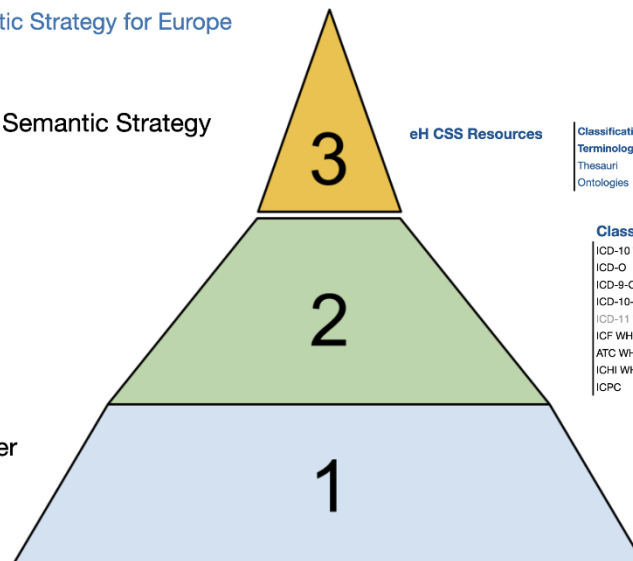 tic Strategy for Europe
Semantic Strategy
3
eH CSS Resources
Classificati
Terminolog
Thesauri
Ontologies
Class
ICD-10
ICD-O
ICD-9-C
ICD-10-
ICD-11
ICF WH
ATC WH
ICHI WH
ICPC
2
er
1